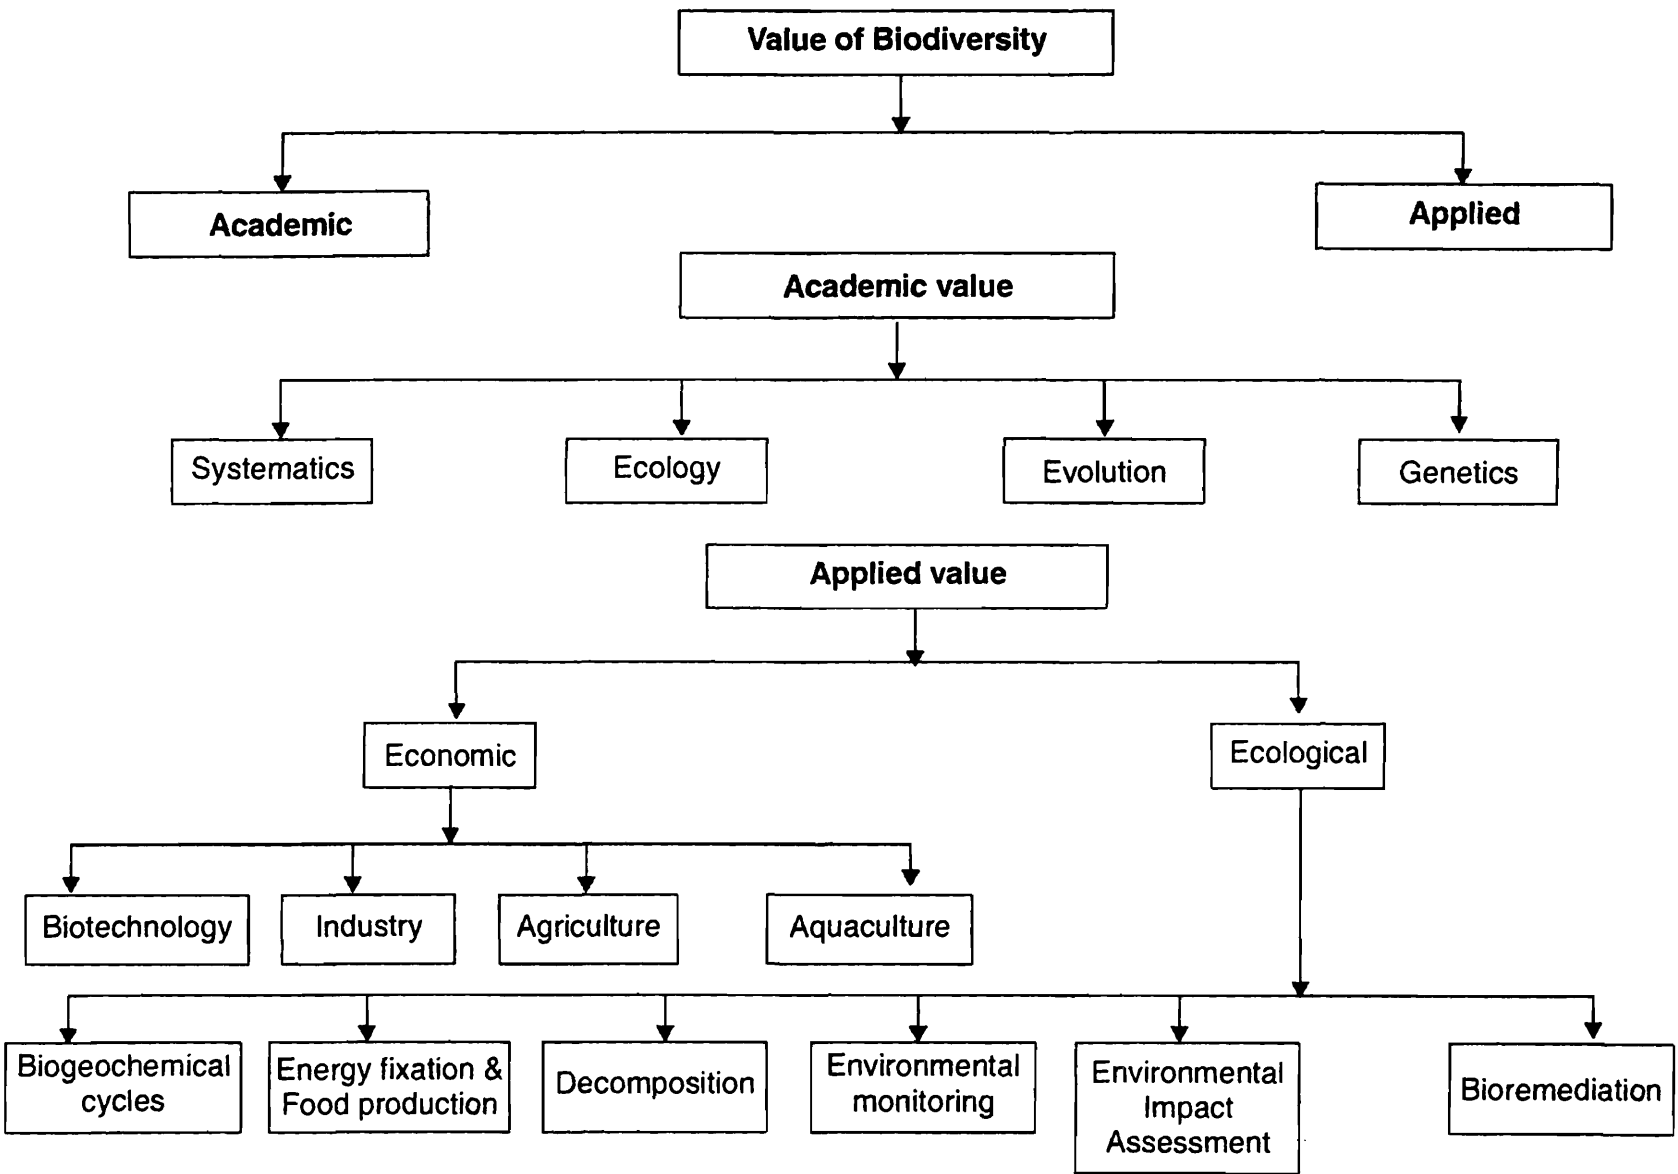 Value of Biodiversity
Academic
Applied
Academic value
Systematics
Ecology
Evolution
Genetics
Applied value
Economic
Ecological
Biotechnology
Industry
Agriculture
Aquaculture
Biogeochemical
cycles
Energy fixation &
Food production
Decomposition
Environmental
monitoring
Environmental
Impact
Assessment
Bioremediation